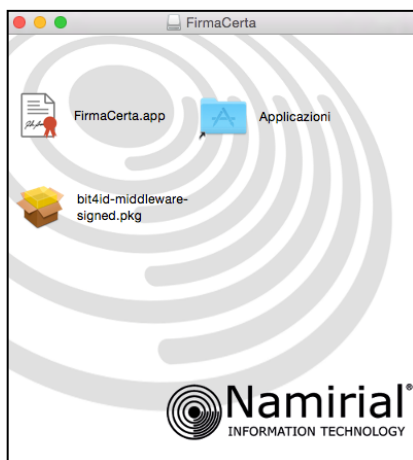 FirmaCerta
FirmaCerta.app
Applicazioni
bit4id-middleware-
signed.pkg
Namirial®
INFORMATION TECHNOLOGY